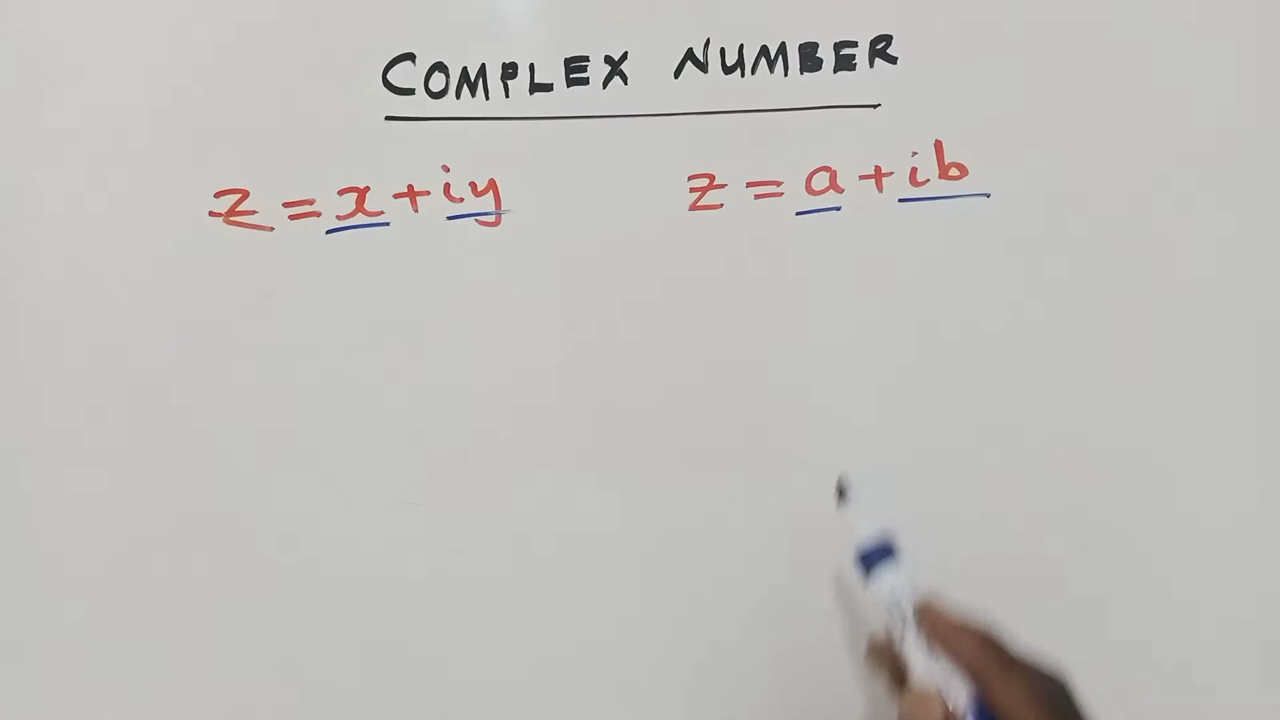 COMPLEX NUMBER
z = x + iy
z = a + ib